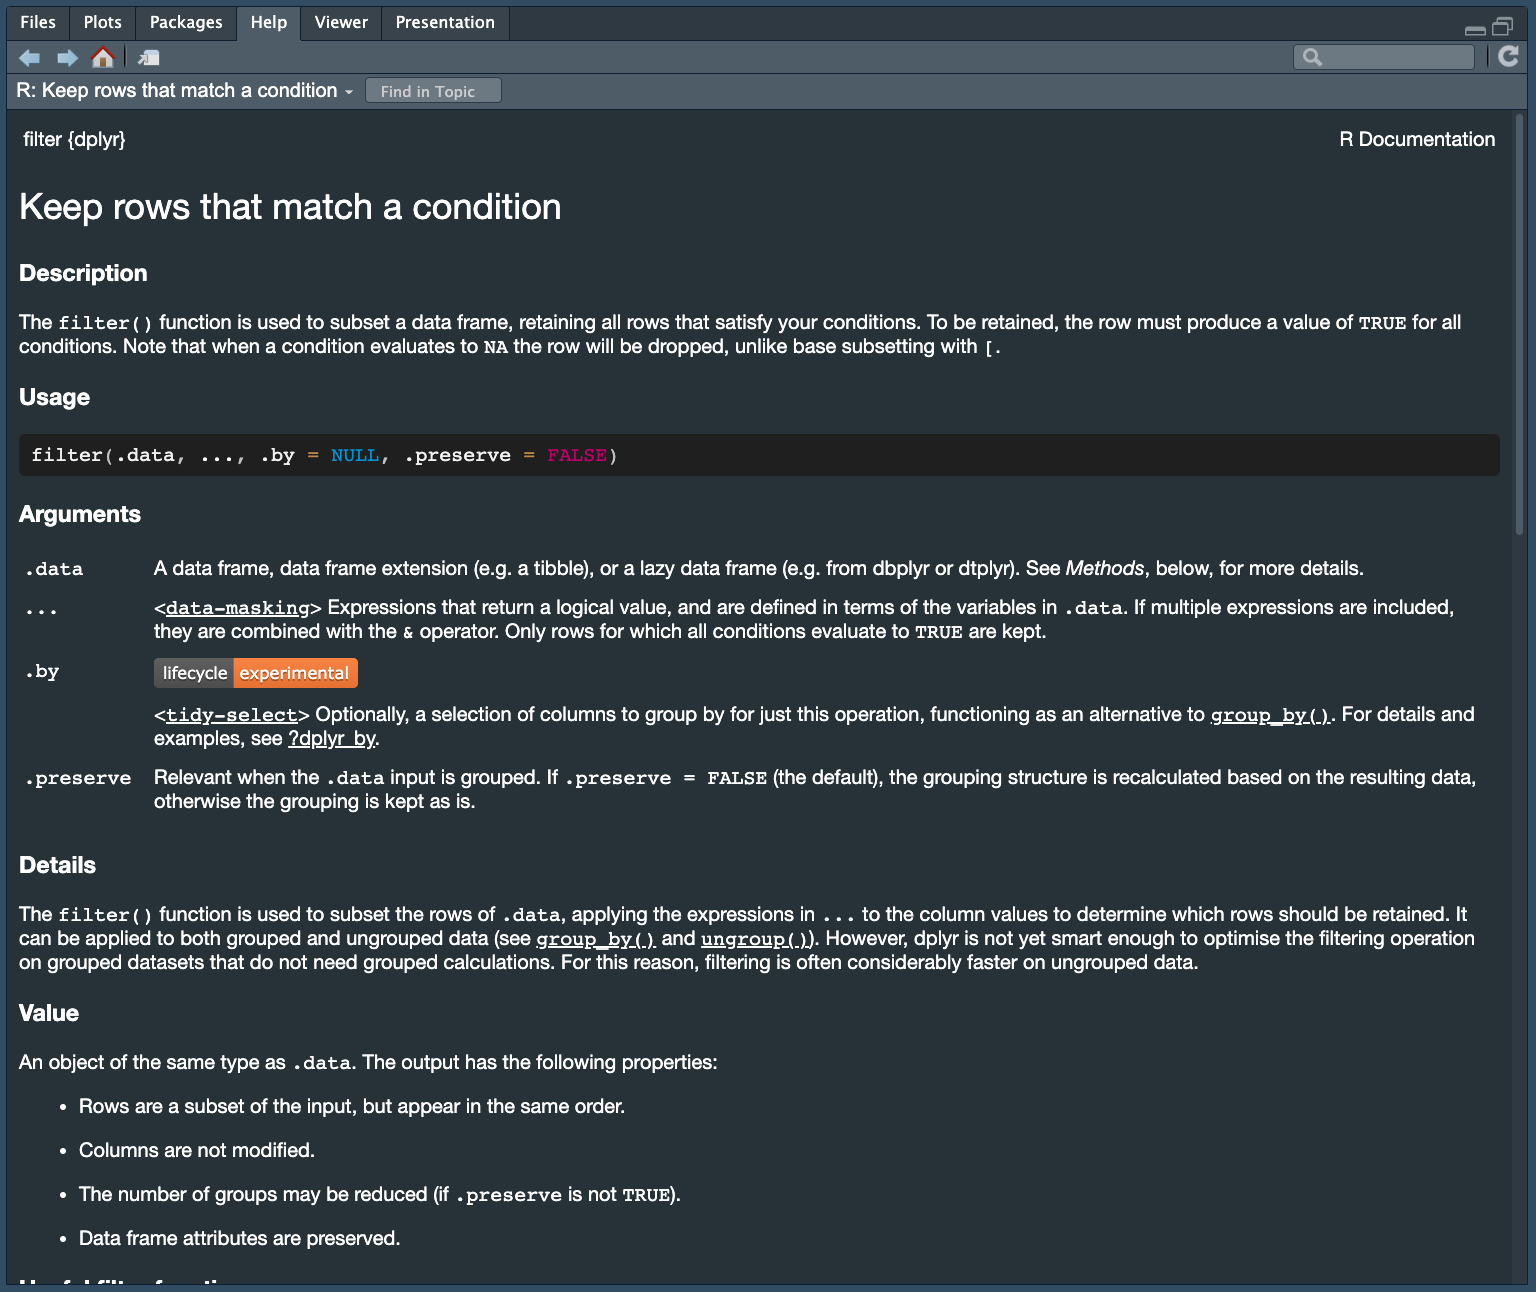 Files Plots Packages Help Viewer Presentation
R: Keep rows that match a condition Find in Topic
filter {dplyr} R Documentation
Keep rows that match a condition
Description
The filter() function is used to subset a data frame, retaining all rows that satisfy your conditions. To be retained, the row must produce a value of TRUE for all
conditions. Note that when a condition evaluates to NA the row will be dropped, unlike base subsetting with [.
Usage
filter(.data, ..., .by = NULL, .preserve = FALSE)
Arguments
.data A data frame, data frame extension (e.g. a tibble), or a lazy data frame (e.g. from dbplyr or dtplyr). See Methods, below, for more details.
... <data-masking> Expressions that return a logical value, and are defined in terms of the variables in .data. If multiple expressions are included,
they are combined with the & operator. Only rows for which all conditions evaluate to TRUE are kept.
.by lifecycle experimental
<tidy-select> Optionally, a selection of columns to group by for just this operation, functioning as an alternative to group_by(). For details and
examples, see ?dplyr_by.
.preserve Relevant when the .data input is grouped. If .preserve = FALSE (the default), the grouping structure is recalculated based on the resulting data,
otherwise the grouping is kept as is.
Details
The filter() function is used to subset the rows of .data, applying the expressions in ... to the column values to determine which rows should be retained. It
can be applied to both grouped and ungrouped data (see group_by() and ungroup()). However, dplyr is not yet smart enough to optimise the filtering operation
on grouped datasets that do not need grouped calculations. For this reason, filtering is often considerably faster on ungrouped data.
Value
An object of the same type as .data. The output has the following properties:
• Rows are a subset of the input, but appear in the same order.
• Columns are not modified.
• The number of groups may be reduced (if .preserve is not TRUE).
• Data frame attributes are preserved.